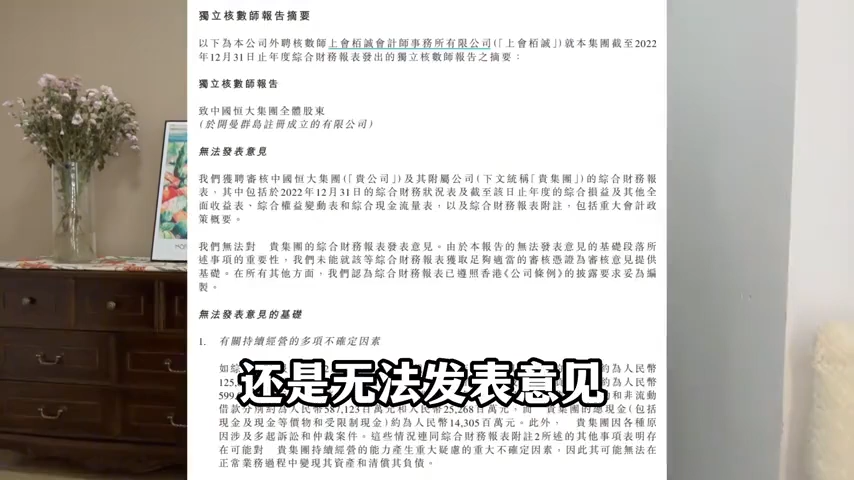 獨立核數師報告摘要
以下為本公司外聘核數師上會栢誠會計師事務所有限公司(「上會栢誠」)就本集團截至2022
年12月31日止年度綜合財務報表發出的獨立核數師報告之摘要：
獨立核數師報告
致中國恒大集團全體股東
(於開曼群島註冊成立的有限公司)
無法發表意見
我們獲聘審核中國恒大集團(「貴公司」)及其附屬公司(下文統稱「貴集團」)的綜合財務報
表，其中包括於2022年12月31日的綜合財務狀況表及截至該日止年度的綜合損益及其他全
面收益表、綜合權益變動表和綜合現金流量表，以及綜合財務報表附註，包括重大會計政
策概要。
我們無法對 貴集團的綜合財務報表發表意見。由於本報告的無法發表意見的基礎段落所
述事項的重要性，我們未能就該等綜合財務報表獲取足夠適當的審核憑證為審核意見提供
基礎。在所有其他方面，我們認為綜合財務報表已遵照香港《公司條例》的披露要求妥為編
製。
無法發表意見的基礎
1. 有關持續經營的多項不確定因素
如綜
約為人民幣
125,
599,
和非流動
还是无法发表意见
借款分別約為人民幣587,123百萬元和人民幣25,268百萬元，而 貴集團的總現金(包括
現金及現金等價物和受限制現金)約為人民幣14,305百萬元。此外， 貴集團因各種原
因涉及多起訴訟和仲裁案件。這些情況連同綜合財務報表附註2所述的其他事項表明存
在可能對 貴集團持續經營的能力產生重大疑慮的重大不確定因素，因此其可能無法在
正常業務過程中變現其資產和清償其負債。